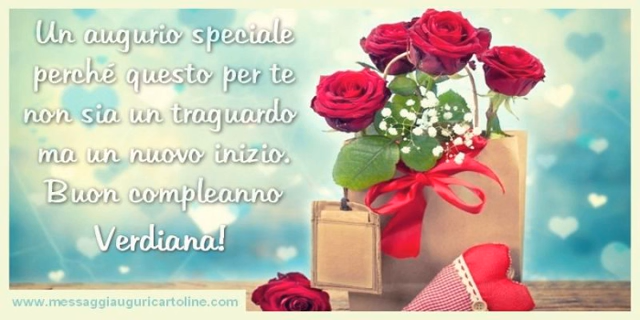 Un augurio speciale
perché questo per te
non sia un traguardo
ma un nuovo inizio.
Buon compleanno
Verdiana!
www.messaggiauguricartoline.com